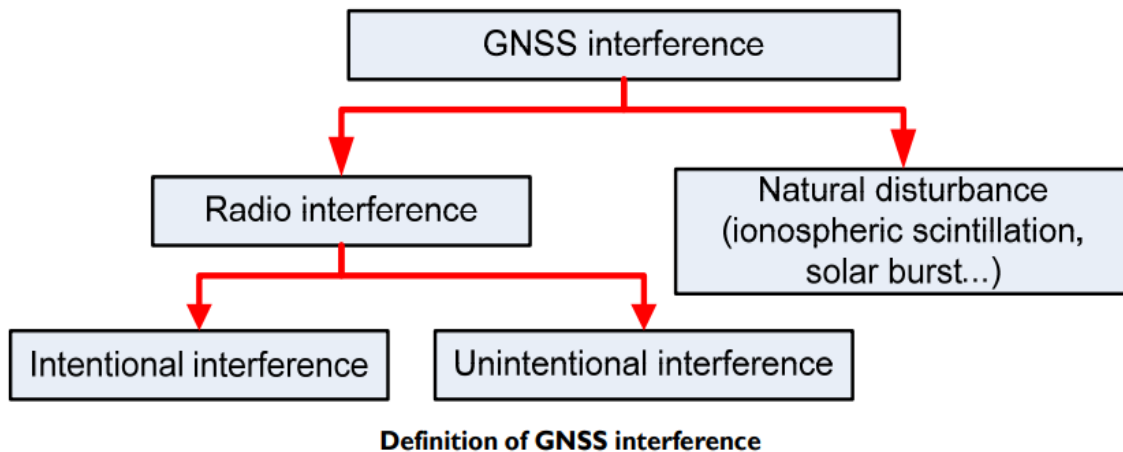 GNSS interference
Radio interference
Natural disturbance
(ionospheric scintillation,
solar burst...)
Intentional interference
Unintentional interference
Definition of GNSS interference